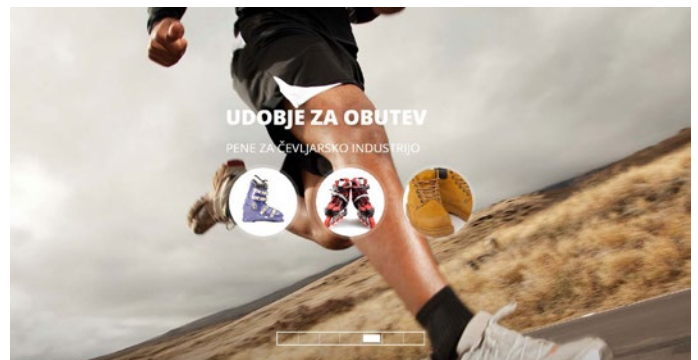 UDOBJE ZA OBUTEV
PENE ZA ČEVLJARSKO INDUSTRIJO